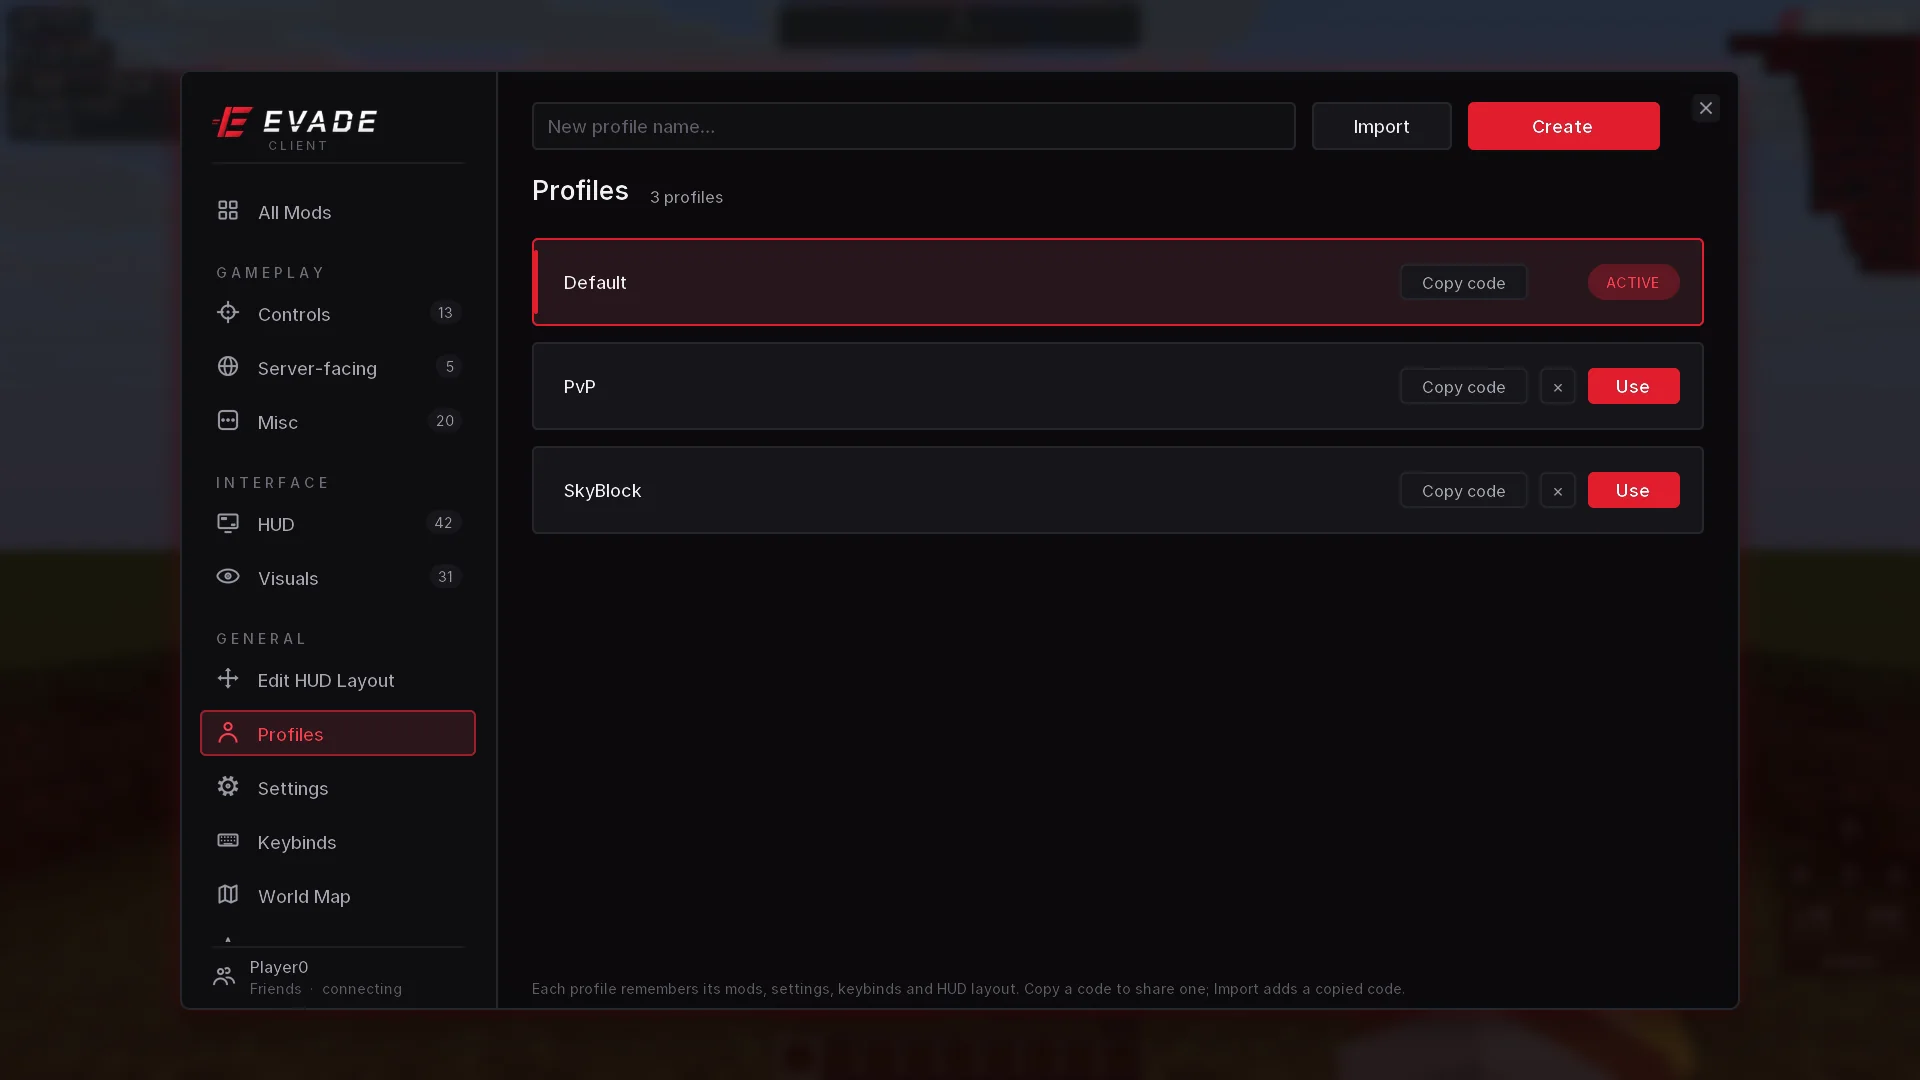 EVADE
CLIENT
All Mods
GAMEPLAY
Controls 13
Server-facing 5
Misc 20
INTERFACE
HUD 42
Visuals 31
GENERAL
Edit HUD Layout
Profiles
Settings
Keybinds
World Map
Player0
Friends · connecting
New profile name...
Import
Create
Profiles 3 profiles
Default Copy code ACTIVE
PvP Copy code × Use
SkyBlock Copy code × Use
Each profile remembers its mods, settings, keybinds and HUD layout. Copy a code to share one; Import adds a copied code.